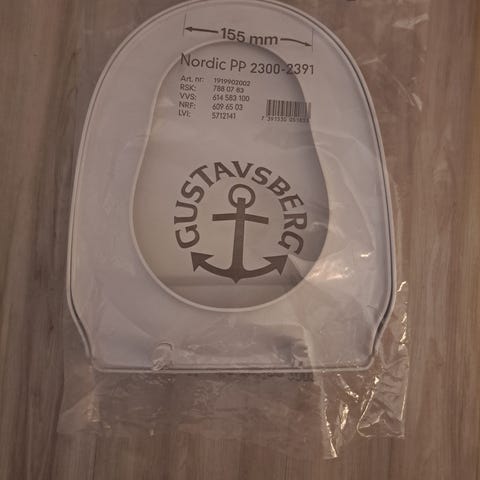 155 mm
Nordic PP 2300-2391
Art. nr: 1919902002
RSK: 788 07 83
VVS: 614 583 100
NRF: 609 65 03
LVI: 5712141
GUSTAVSBERG